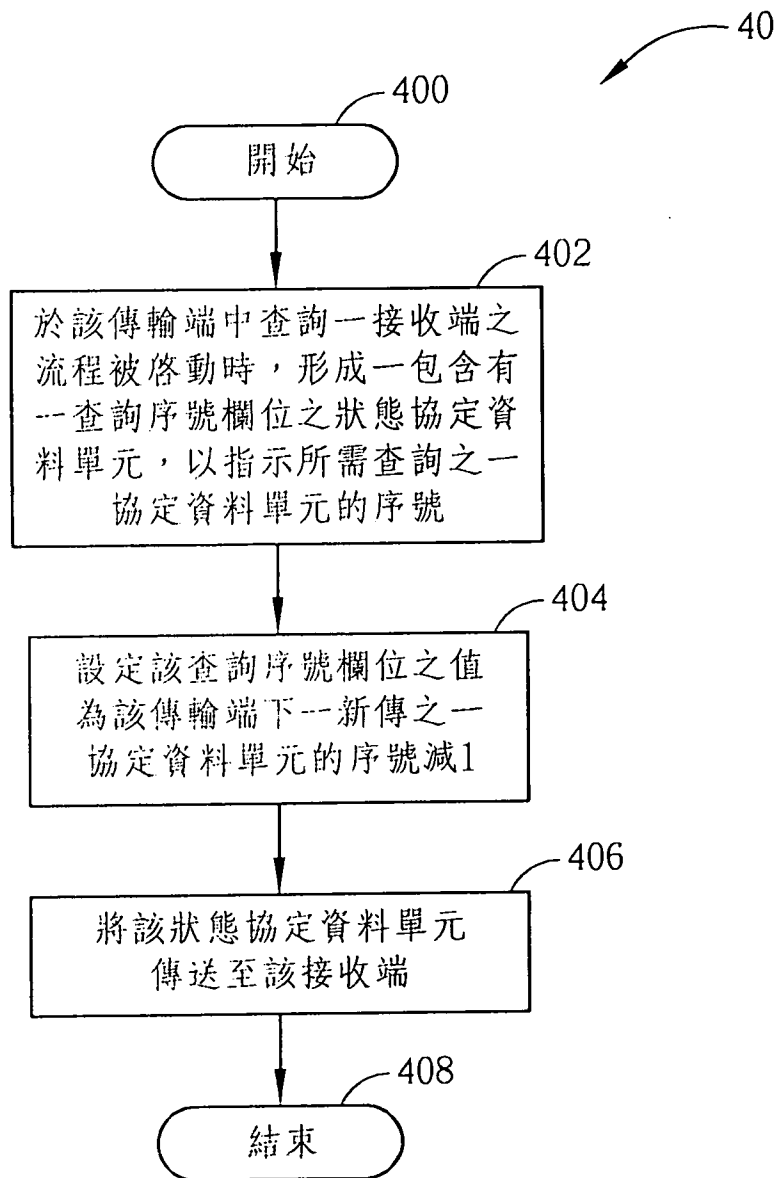 40
400
開始
402
於該傳輸端中查詢一接收端之
流程被啓動時，形成一包含有
一查詢序號欄位之狀態協定資
料單元，以指示所需查詢之一
協定資料單元的序號
404
設定該查詢序號欄位之值
為該傳輸端下一新傳之一
協定資料單元的序號減1
406
將該狀態協定資料單元
傳送至該接收端
408
結束